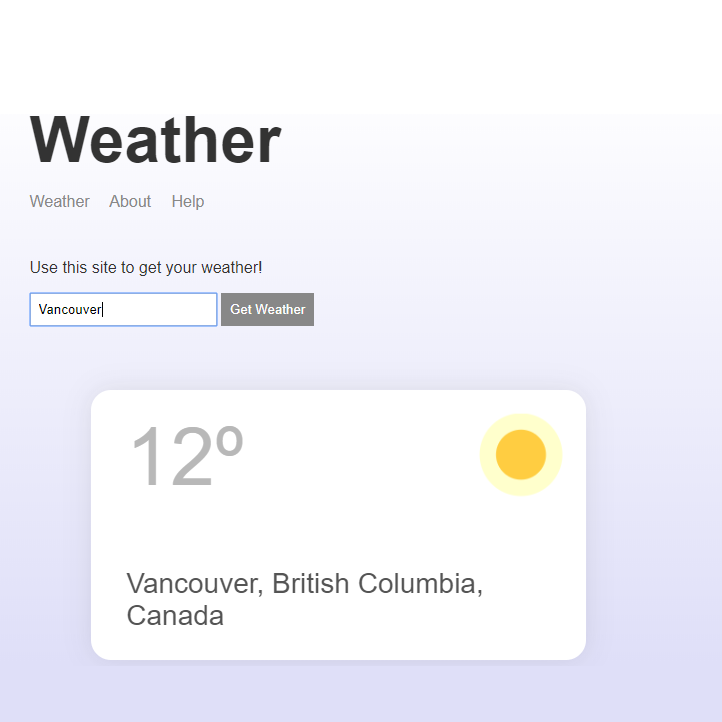 Weather
Weather About Help
Use this site to get your weather!
Vancouver Get Weather
12º
Vancouver, British Columbia,
Canada